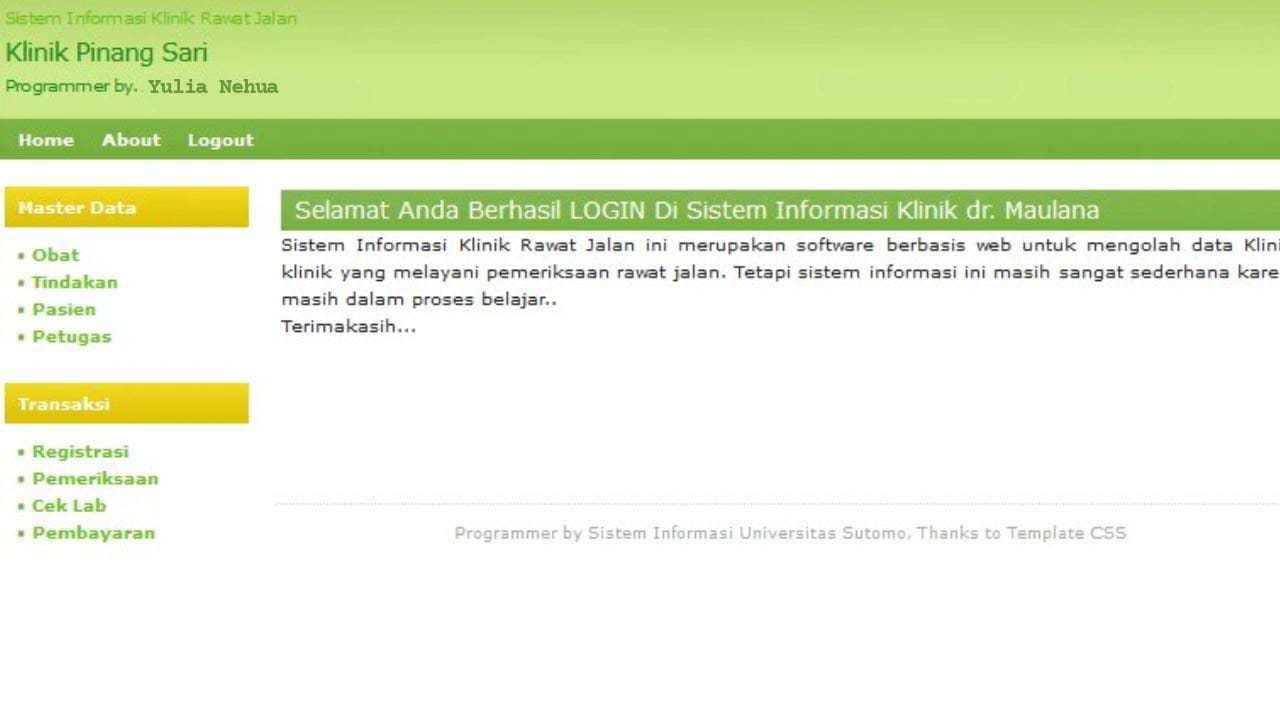 Sistem Informasi Klinik Rawat Jalan
Klinik Pinang Sari
Programmer by. Yulia Nehua
Home About Logout
Master Data
Obat
Tindakan
Pasien
Petugas
Transaksi
Registrasi
Pemeriksaan
Cek Lab
Pembayaran
Selamat Anda Berhasil LOGIN Di Sistem Informasi Klinik dr. Maulana
Sistem Informasi Klinik Rawat Jalan ini merupakan software berbasis web untuk mengolah data Klini
klinik yang melayani pemeriksaan rawat jalan. Tetapi sistem informasi ini masih sangat sederhana kare
masih dalam proses belajar..
Terimakasih...
Programmer by Sistem Informasi Universitas Sutomo, Thanks to Template CSS